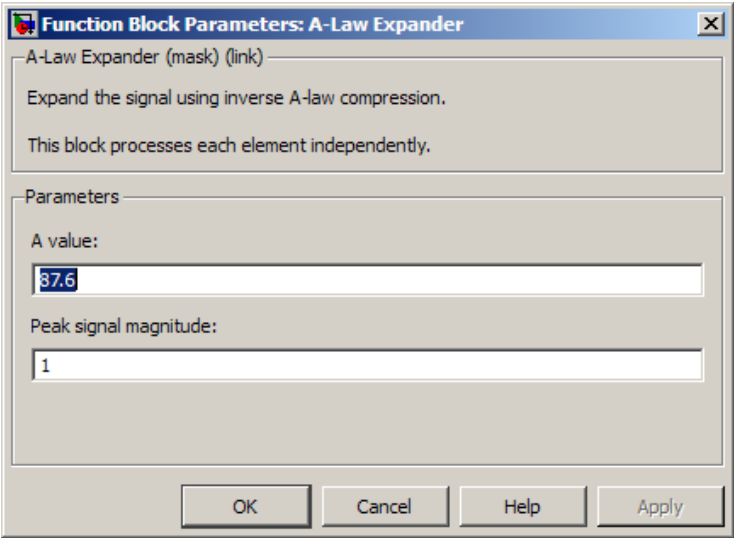 Function Block Parameters: A-Law Expander
A-Law Expander (mask) (link)
Expand the signal using inverse A-law compression.
This block processes each element independently.
Parameters
A value:
87.6
Peak signal magnitude:
1
OK Cancel Help Apply